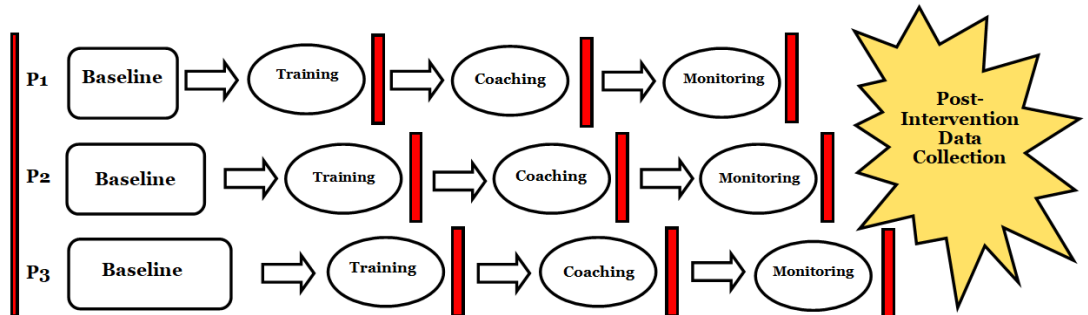 P1 Baseline Training Coaching Monitoring
P2 Baseline Training Coaching Monitoring
P3 Baseline Training Coaching Monitoring
Post-
Intervention
Data
Collection